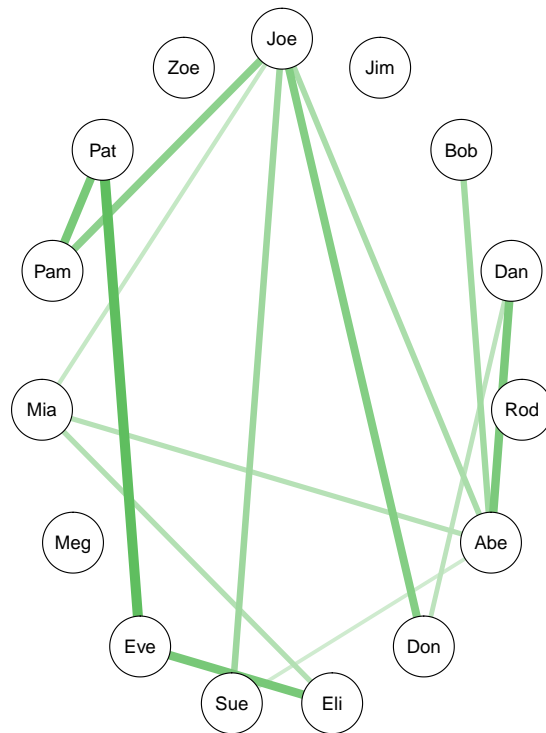 Joe
Zoe
Jim
Pat
Bob
Pam
Dan
Mia
Rod
Meg
Abe
Eve
Don
Sue
Eli